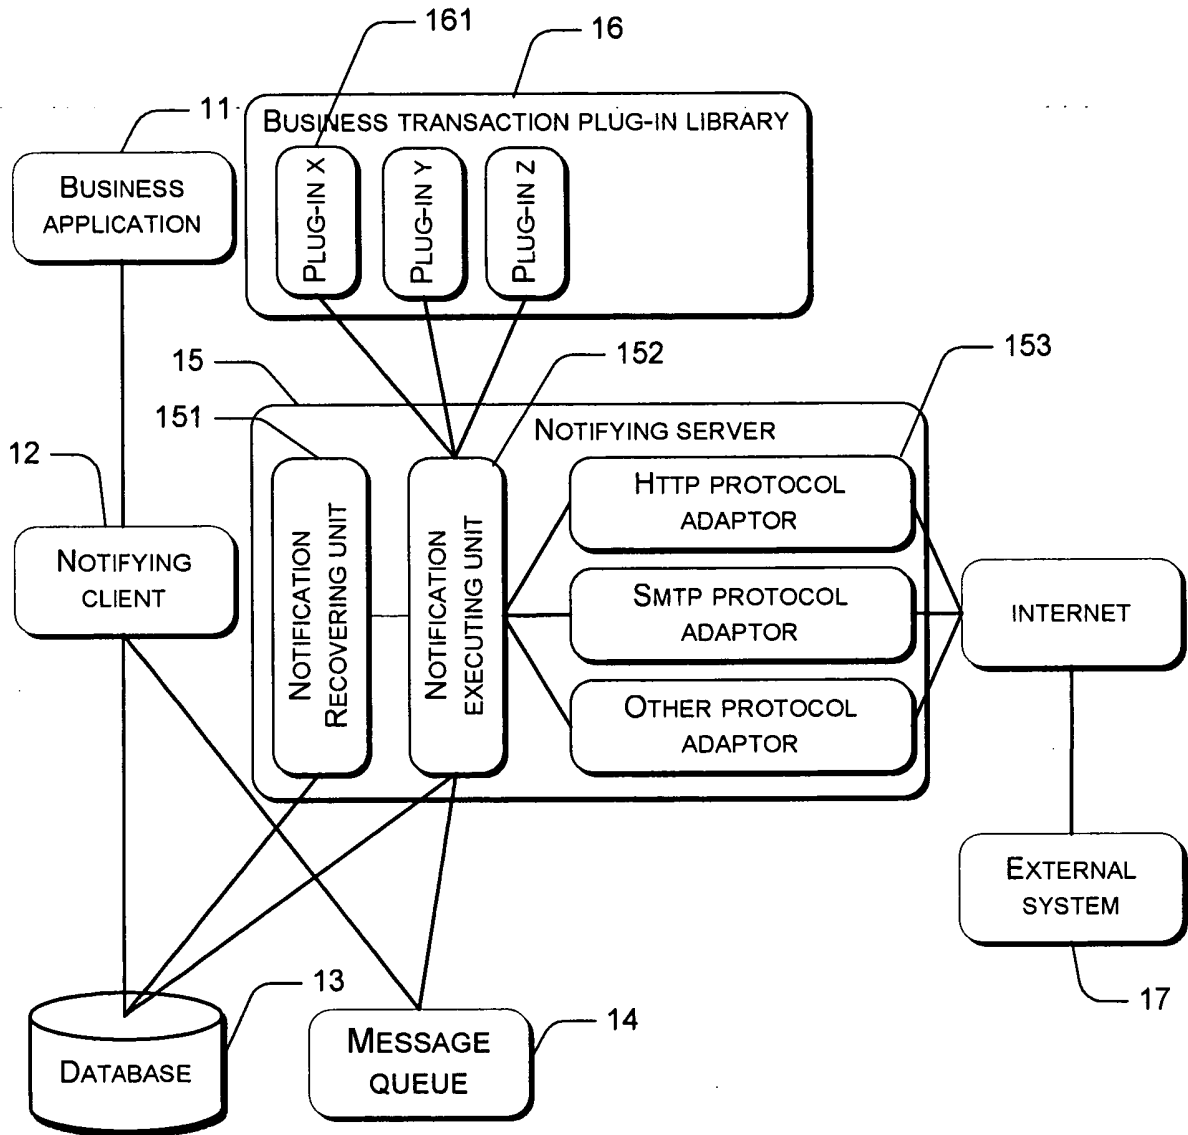 161
16
11
BUSINESS TRANSACTION PLUG-IN LIBRARY
BUSINESS
APPLICATION
PLUG-IN X
PLUG-IN Y
PLUG-IN Z
15
152
153
151
NOTIFYING SERVER
12
NOTIFYING
CLIENT
NOTIFICATION
RECOVERING UNIT
NOTIFICATION
EXECUTING UNIT
HTTP PROTOCOL
ADAPTOR
SMTP PROTOCOL
ADAPTOR
OTHER PROTOCOL
ADAPTOR
INTERNET
EXTERNAL
SYSTEM
17
13
DATABASE
14
MESSAGE
QUEUE